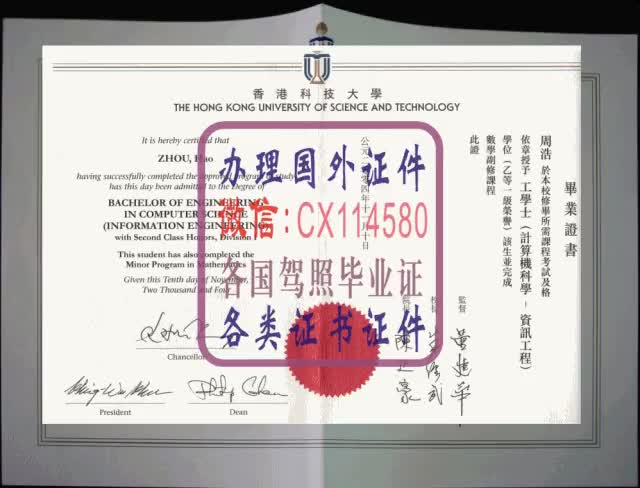 香港科技大學
THE HONG KONG UNIVERSITY OF SCIENCE AND TECHNOLOGY
It is hereby certified that
ZHOU, Hao
having successfully completed the approved program of study
has this day been admitted to the Degree of
BACHELOR OF ENGINEERING
IN COMPUTER SCIENCE
(INFORMATION ENGINEERING)
with Second Class Honors, Division I
This student has also completed the
Minor Program in Mathematics
Given this Tenth day of November,
Two Thousand and Four
Chancellor
President
Dean
畢業證書
周浩 於本校修畢所需課程考試及格
依章授予 工學士（計算機科學－資訊工程）
學位（乙等一級榮譽）該生並完成
數學副修課程
此證
監督
校長
办理国外证件
微信:CX114580
各国驾照毕业证
各类证书证件